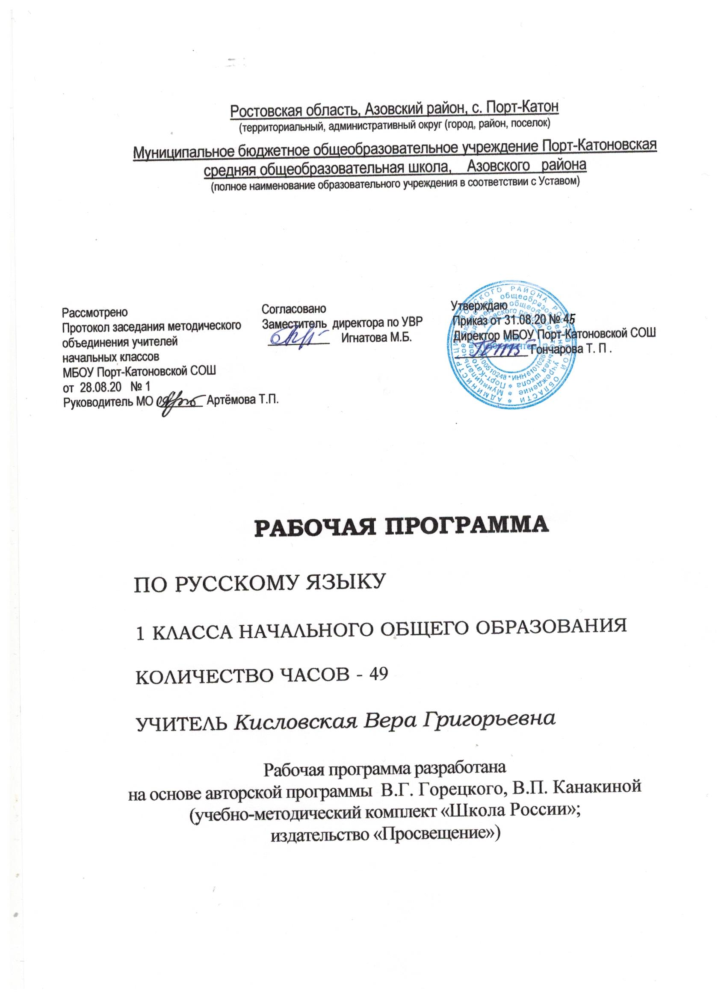 Ростовская область, Азовский район, с. Порт-Катон
(территориальный, административный округ (город, район, поселок)
Муниципальное бюджетное общеобразовательное учреждение Порт-Катоновская
средняя общеобразовательная школа, Азовского района
(полное наименование образовательного учреждения в соответствии с Уставом)
Рассмотрено
Протокол заседания методического
объединения учителей
начальных классов
МБОУ Порт-Катоновской СОШ
от 28.08.20 № 1
Руководитель МО Артёмова Т.П.
Согласовано
Заместитель директора по УВР
Игнатова М.Б.
Утверждаю
Приказ от 31.08.20 № 45
Директор МБОУ Порт-Катоновской СОШ
Гончарова Т. П .
РАБОЧАЯ ПРОГРАММА
ПО РУССКОМУ ЯЗЫКУ
1 КЛАССА НАЧАЛЬНОГО ОБЩЕГО ОБРАЗОВАНИЯ
КОЛИЧЕСТВО ЧАСОВ - 49
УЧИТЕЛЬ Кисловская Вера Григорьевна
Рабочая программа разработана
на основе авторской программы В.Г. Горецкого, В.П. Канакиной
(учебно-методический комплект «Школа России»;
издательство «Просвещение»)